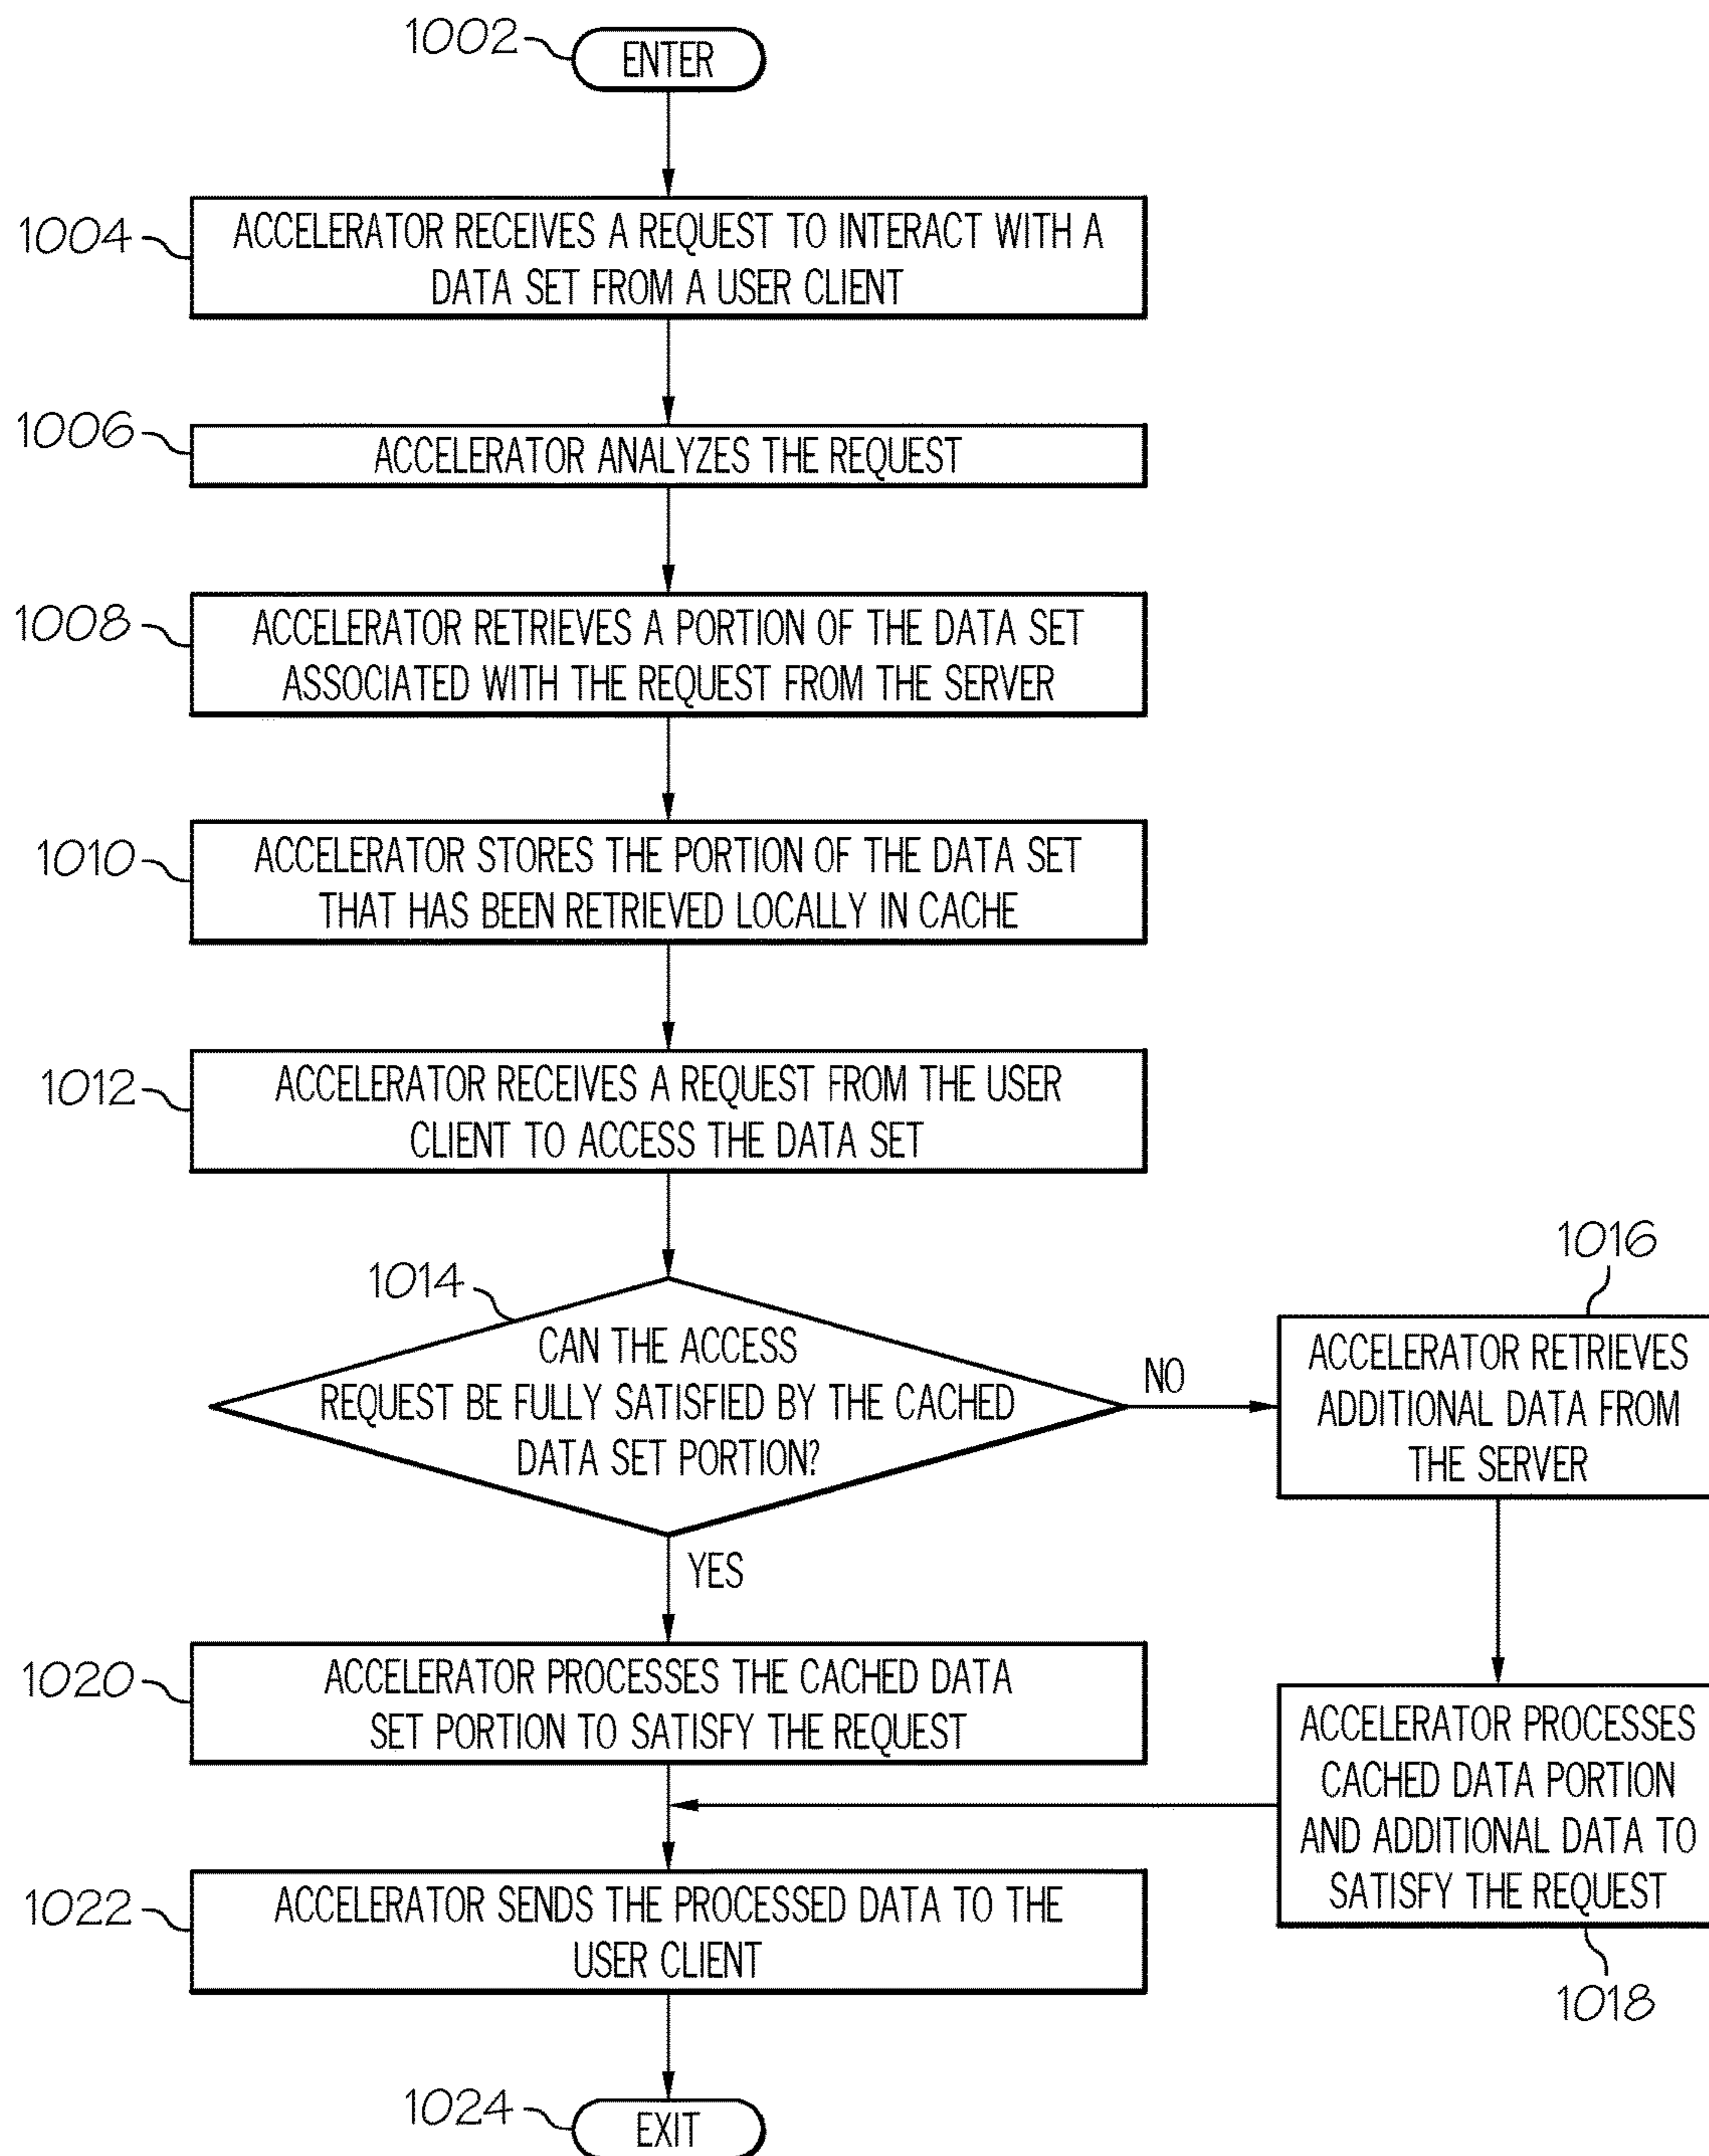 1002
ENTER
1004
ACCELERATOR RECEIVES A REQUEST TO INTERACT WITH A
DATA SET FROM A USER CLIENT
1006
ACCELERATOR ANALYZES THE REQUEST
1008
ACCELERATOR RETRIEVES A PORTION OF THE DATA SET
ASSOCIATED WITH THE REQUEST FROM THE SERVER
1010
ACCELERATOR STORES THE PORTION OF THE DATA SET
THAT HAS BEEN RETRIEVED LOCALLY IN CACHE
1012
ACCELERATOR RECEIVES A REQUEST FROM THE USER
CLIENT TO ACCESS THE DATA SET
1014
CAN THE ACCESS
REQUEST BE FULLY SATISFIED BY THE CACHED
DATA SET PORTION?
NO
1016
ACCELERATOR RETRIEVES
ADDITIONAL DATA FROM
THE SERVER
YES
1020
ACCELERATOR PROCESSES THE CACHED DATA
SET PORTION TO SATISFY THE REQUEST
ACCELERATOR PROCESSES
CACHED DATA PORTION
AND ADDITIONAL DATA TO
SATISFY THE REQUEST
1018
1022
ACCELERATOR SENDS THE PROCESSED DATA TO THE
USER CLIENT
1024
EXIT